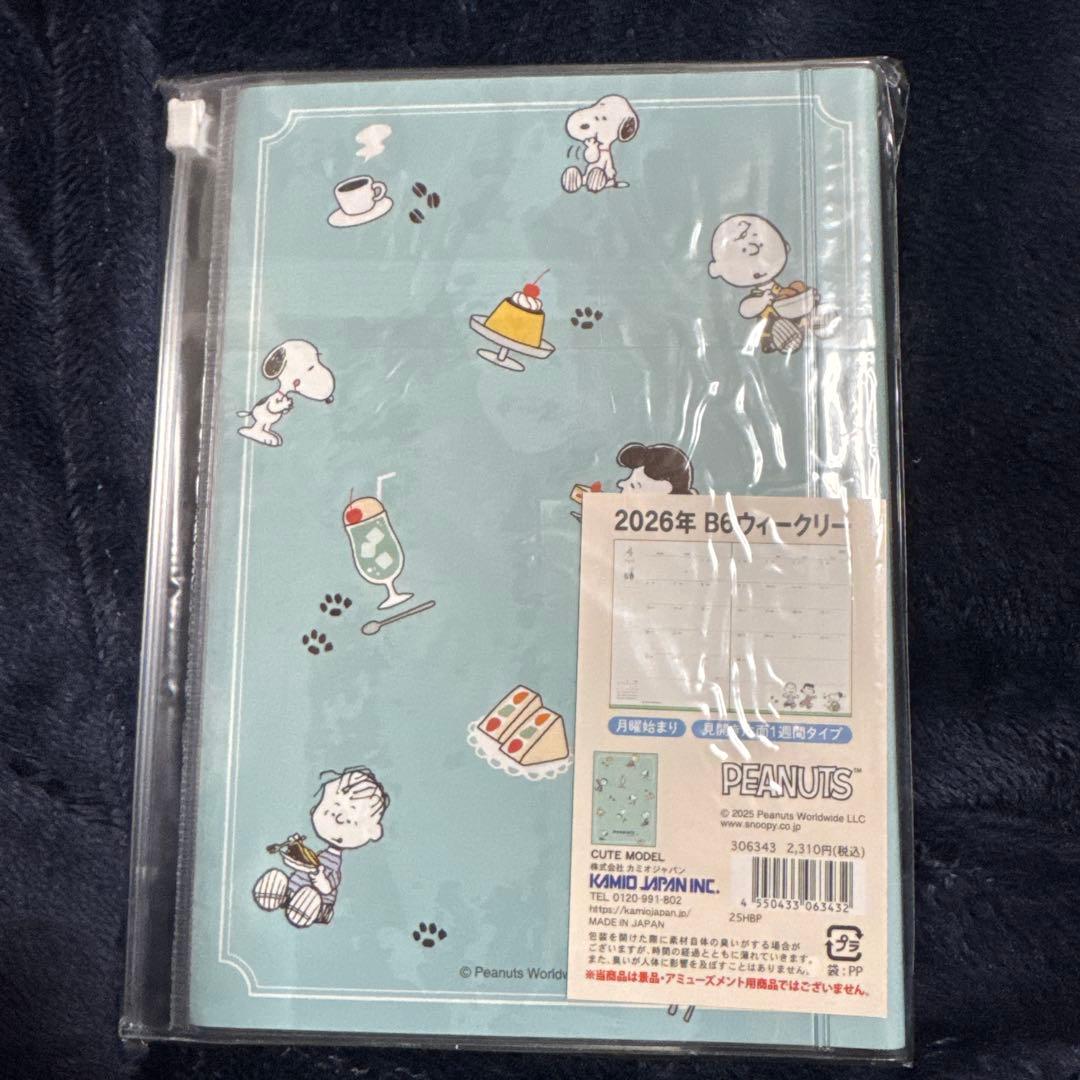 2026年 B6ウィークリー
4
月曜始まり
見開き左面1週間タイプ
PEANUTS™
© 2025 Peanuts Worldwide LLC
www.snoopy.co.jp
306343 2,310円(税込)
CUTE MODEL
株式会社 カミオジャパン
KAMIO JAPAN INC.
TEL 0120-991-802
https://kamiojapan.jp/
MADE IN JAPAN
4 550433 063432
25HBP
包装を開けた際に素材自体の臭いがする場合が
ございますが、時間の経過とともに薄れていきます。
また、臭いが人体に影響を及ぼすことはありません。
プラ
袋:PP
※当商品は景品・アミューズメント用商品ではございません。
© Peanuts Worldw